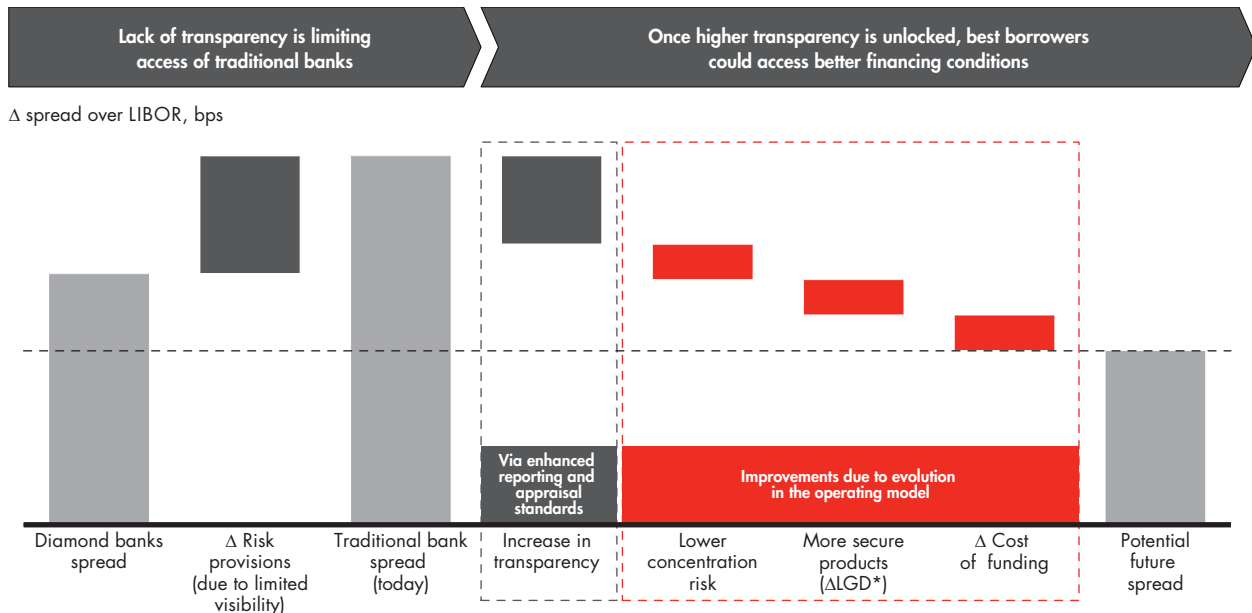 Lack of transparency is limiting
access of traditional banks
Once higher transparency is unlocked, best borrowers
could access better financing conditions
Δ spread over LIBOR, bps
Via enhanced
reporting and
appraisal
standards
Improvements due to evolution
in the operating model
Diamond banks
spread
Δ Risk
provisions
(due to limited
visibility)
Traditional bank
spread
(today)
Increase in
transparency
Lower
concentration
risk
More secure
products
(ΔLGD*)
Δ Cost
of funding
Potential
future
spread